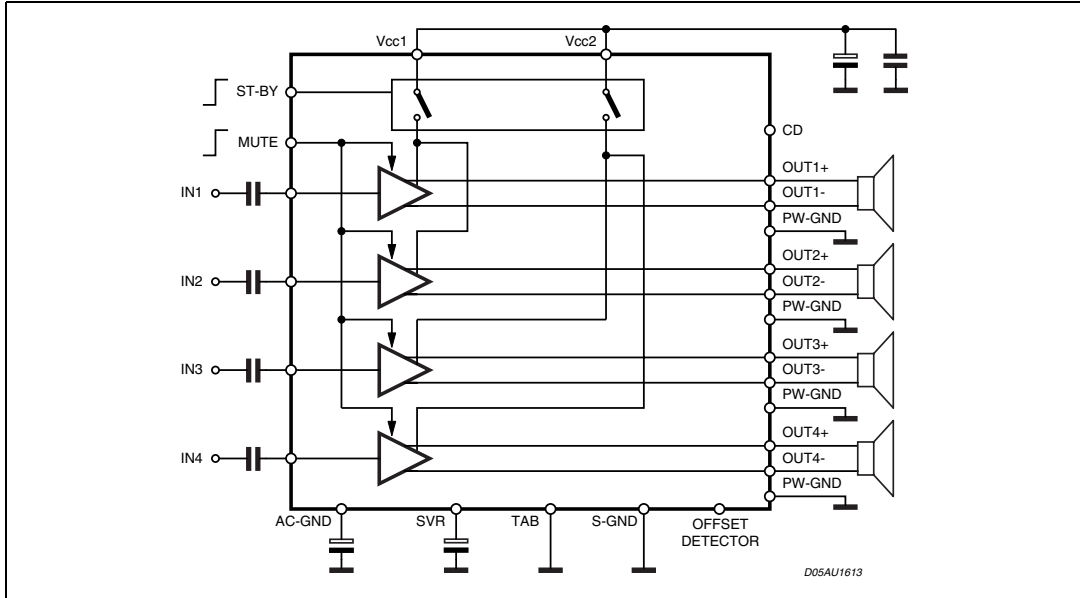 Vcc1
Vcc2
ST-BY
MUTE
CD
OUT1+
IN1
OUT1-
PW-GND
OUT2+
IN2
OUT2-
PW-GND
OUT3+
IN3
OUT3-
PW-GND
OUT4+
IN4
OUT4-
PW-GND
AC-GND
SVR
TAB
S-GND
OFFSET
DETECTOR
D05AU1613